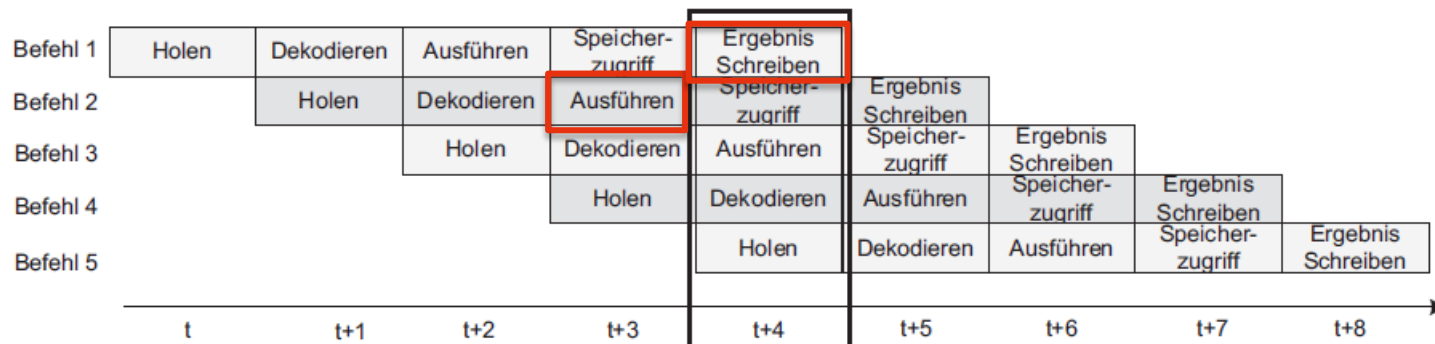 Befehl 1 Holen Dekodieren Ausführen Speicher-zugriff Ergebnis Schreiben
Befehl 2 Holen Dekodieren Ausführen Speicher-zugriff Ergebnis Schreiben
Befehl 3 Holen Dekodieren Ausführen Speicher-zugriff Ergebnis Schreiben
Befehl 4 Holen Dekodieren Ausführen Speicher-zugriff Ergebnis Schreiben
Befehl 5 Holen Dekodieren Ausführen Speicher-zugriff Ergebnis Schreiben
t t+1 t+2 t+3 t+4 t+5 t+6 t+7 t+8